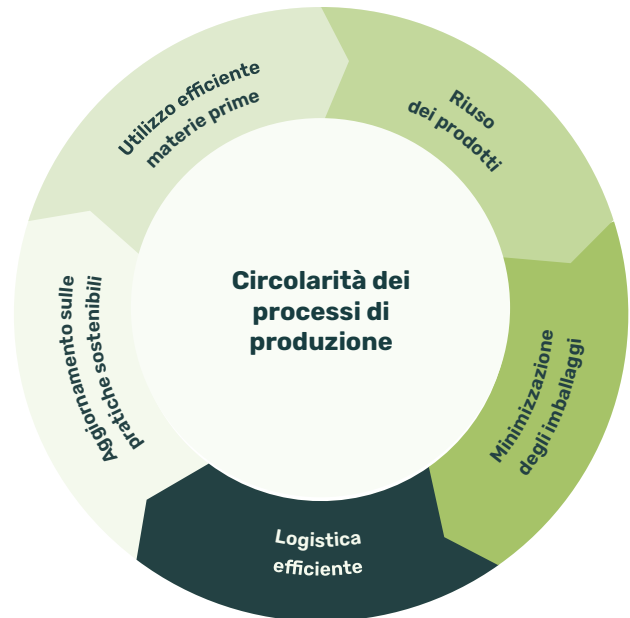 Circolarità dei
processi di
produzione
Utilizzo efficiente
materie prime
Riuso
dei prodotti
Minimizzazione
degli imballaggi
Logistica
efficiente
Aggiornamento sulle
pratiche sostenibili